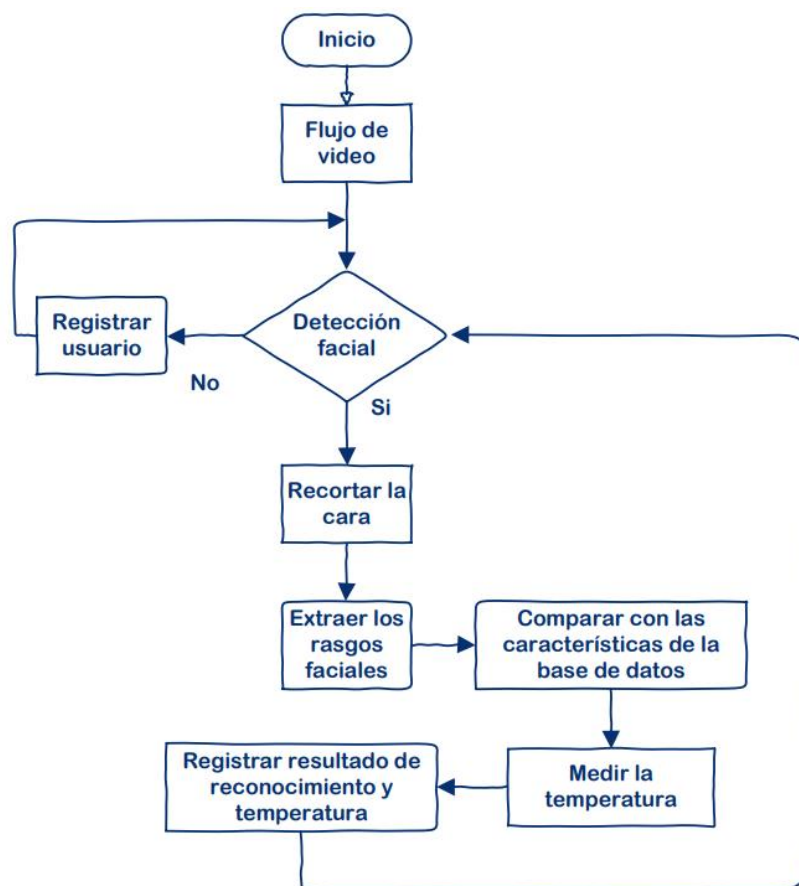 Inicio
Flujo de
video
Detección
facial
Registrar
usuario
No
Si
Recortar la
cara
Extraer los
rasgos
faciales
Comparar con las
características de la
base de datos
Medir la
temperatura
Registrar resultado de
reconocimiento y
temperatura